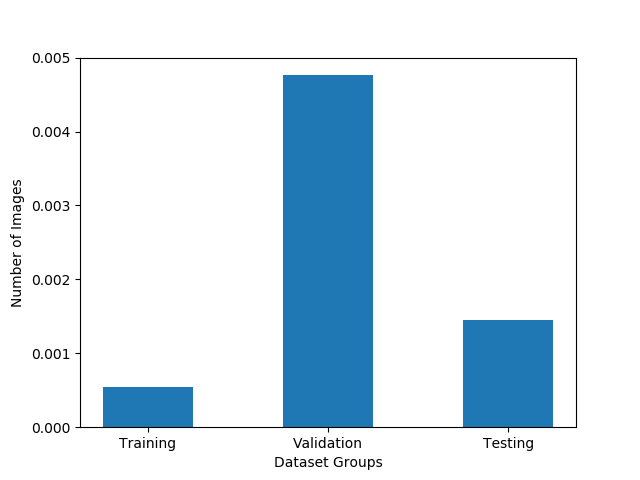 0.005
0.004
0.003
0.002
0.001
0.000
Number of Images
Training Validation Testing
Dataset Groups